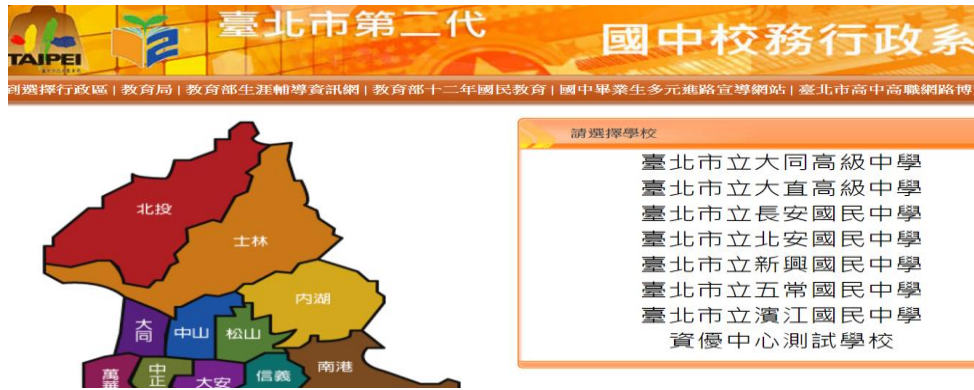 臺北市第二代
國中校務行政系
TAIPEI
到選擇行政區 | 教育局 | 教育部生涯輔導資訊網 | 教育部十二年國民教育 | 國中畢業生多元進路宣導網站 | 臺北市高中高職網路博
請選擇學校
臺北市立大同高級中學
臺北市立大直高級中學
臺北市立長安國民中學
臺北市立北安國民中學
臺北市立新興國民中學
臺北市立五常國民中學
臺北市立濱江國民中學
資優中心測試學校
北投
士林
內湖
大同
中山
松山
萬華
中正
大安
信義
南港